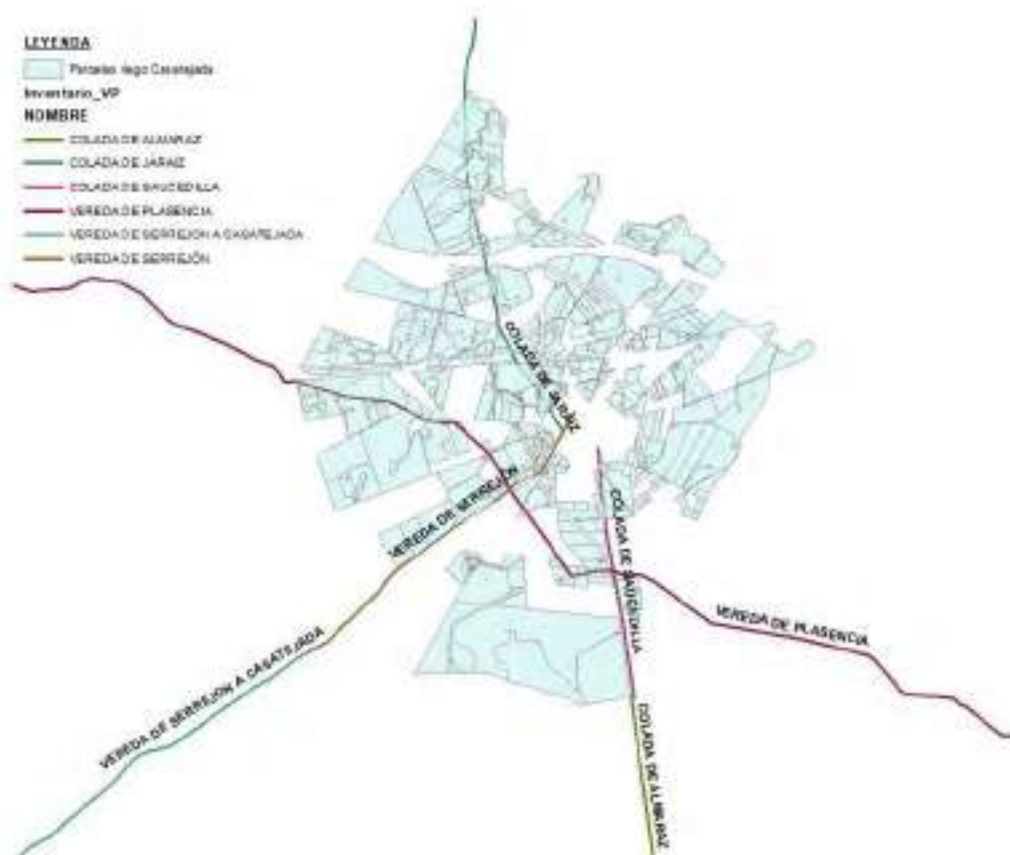 LEYENDA
Parcelas riego Casatejada
Inventario_VP
NOMBRE
COLADA DE ALMARAZ
COLADA DE JARAIZ
COLADA DE SAUCEDILLA
VEREDA DE PLASENCIA
VEREDA DE SERREJON A CASATEJADA
VEREDA DE SERREJÓN
COLADA DE JARAIZ
VEREDA DE SERREJÓN
COLADA DE SAUCEDILLA
VEREDA DE PLASENCIA
VEREDA DE SERREJON A CASATEJADA
COLADA DE ALMARAZ